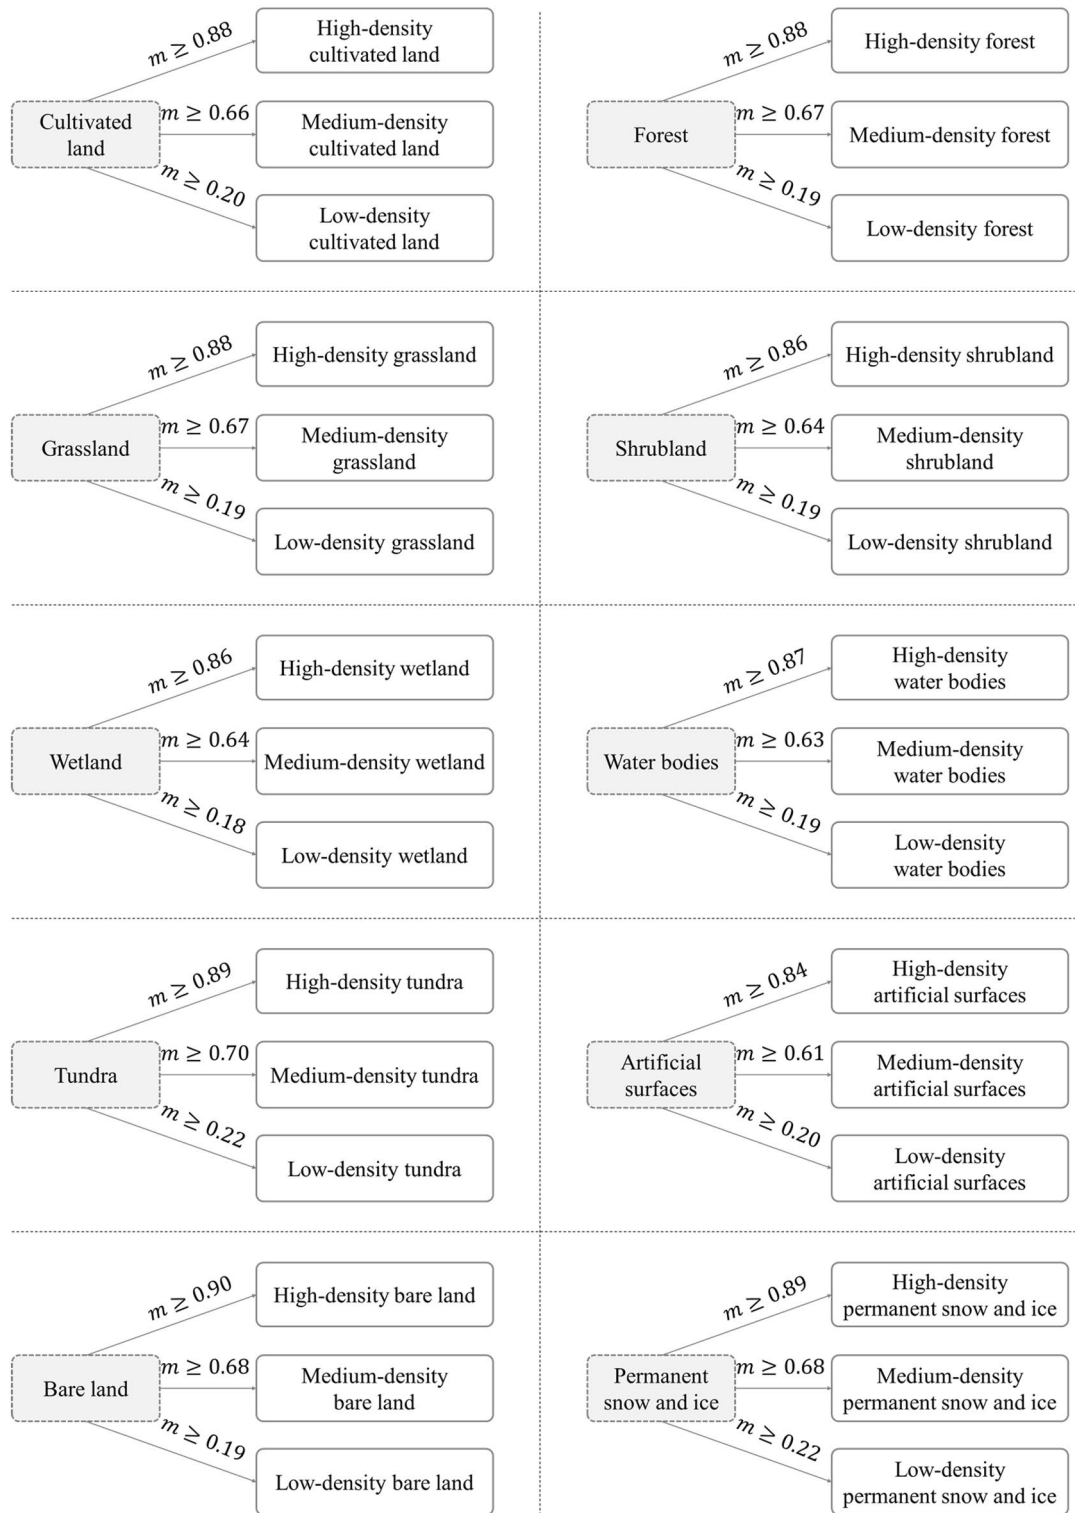 m ≥ 0.88
High-density
cultivated land
Cultivated
land
m ≥ 0.66
Medium-density
cultivated land
m ≥ 0.20
Low-density
cultivated land
m ≥ 0.88
High-density forest
Forest
m ≥ 0.67
Medium-density forest
m ≥ 0.19
Low-density forest
m ≥ 0.88
High-density grassland
Grassland
m ≥ 0.67
Medium-density
grassland
m ≥ 0.19
Low-density grassland
m ≥ 0.86
High-density shrubland
Shrubland
m ≥ 0.64
Medium-density
shrubland
m ≥ 0.19
Low-density shrubland
m ≥ 0.86
High-density wetland
Wetland
m ≥ 0.64
Medium-density wetland
m ≥ 0.18
Low-density wetland
m ≥ 0.87
High-density
water bodies
Water bodies
m ≥ 0.63
Medium-density
water bodies
m ≥ 0.19
Low-density
water bodies
m ≥ 0.89
High-density tundra
Tundra
m ≥ 0.70
Medium-density tundra
m ≥ 0.22
Low-density tundra
m ≥ 0.84
High-density
artificial surfaces
Artificial
surfaces
m ≥ 0.61
Medium-density
artificial surfaces
m ≥ 0.20
Low-density
artificial surfaces
m ≥ 0.90
High-density bare land
Bare land
m ≥ 0.68
Medium-density
bare land
m ≥ 0.19
Low-density bare land
m ≥ 0.89
High-density
permanent snow and ice
Permanent
snow and ice
m ≥ 0.68
Medium-density
permanent snow and ice
m ≥ 0.22
Low-density
permanent snow and ice